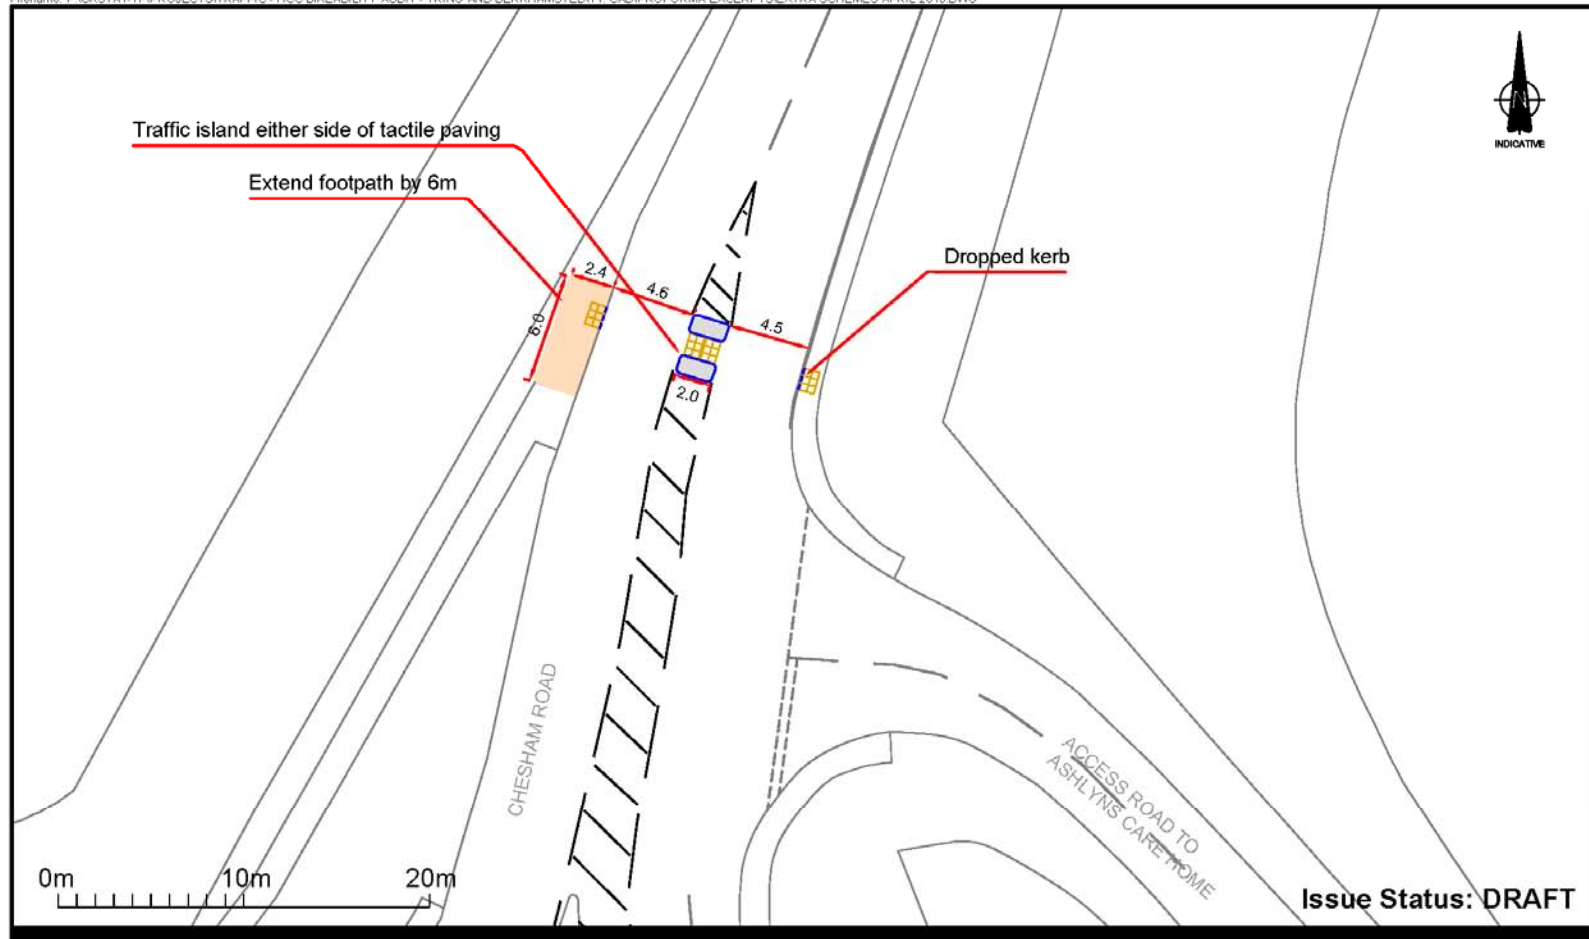 Traffic island either side of tactile paving
Extend footpath by 6m
INDICATIVE
N
Dropped kerb
2.4
4.6
4.5
6.0
2.0
CHESHAM ROAD
ACCESS ROAD TO
ASHLYNS CARE HOME
0m 10m 20m
Issue Status: DRAFT